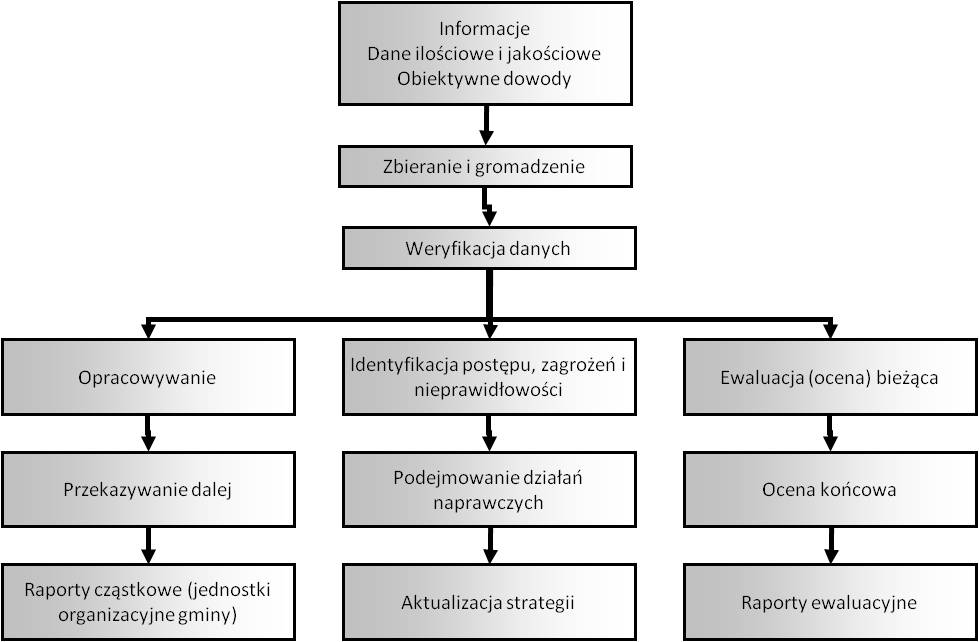 Informacje
Dane ilościowe i jakościowe
Obiektywne dowody
Zbieranie i gromadzenie
Weryfikacja danych
Opracowywanie
Identyfikacja postępu, zagrożeń i
nieprawidłowości
Ewaluacja (ocena) bieżąca
Przekazywanie dalej
Podejmowanie działań
naprawczych
Ocena końcowa
Raporty cząstkowe (jednostki
organizacyjne gminy)
Aktualizacja strategii
Raporty ewaluacyjne